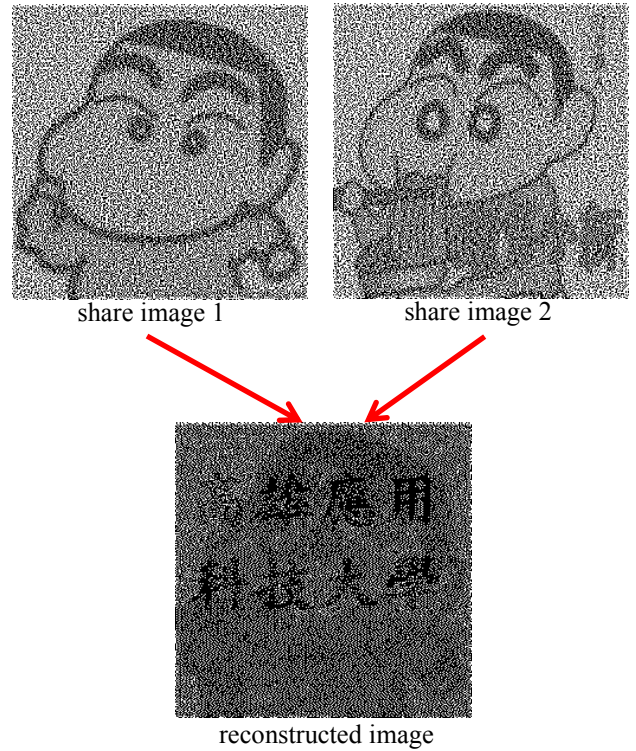 share image 1
share image 2
高雄應用
科技大學
reconstructed image